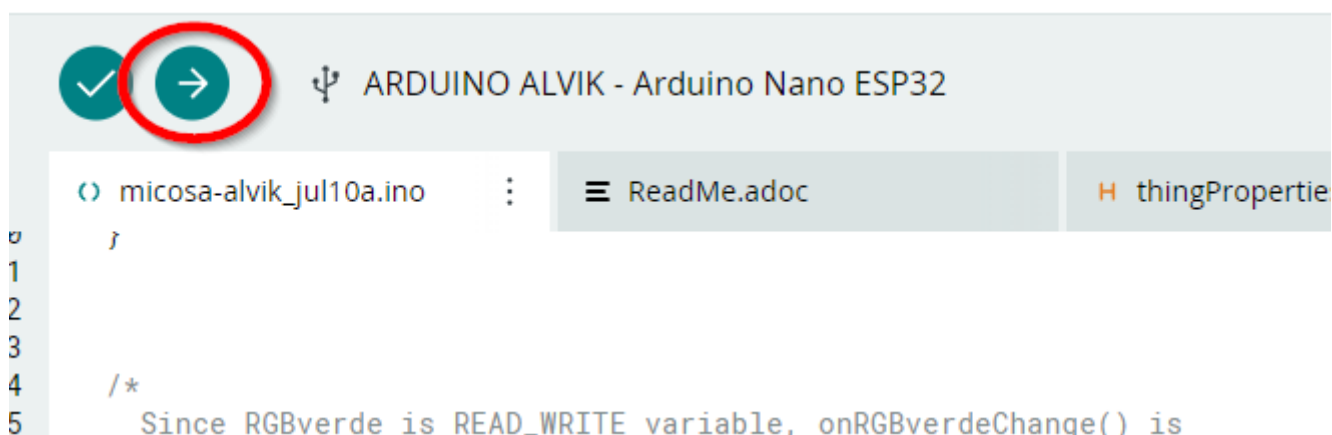 ARDUINO ALVIK - Arduino Nano ESP32
micosa-alvik_jul10a.ino ⋮ ReadMe.adoc H thingPropertie
}
1
2
3
4 /*
5 Since RGBverde is READ_WRITE variable, onRGBverdeChange() is